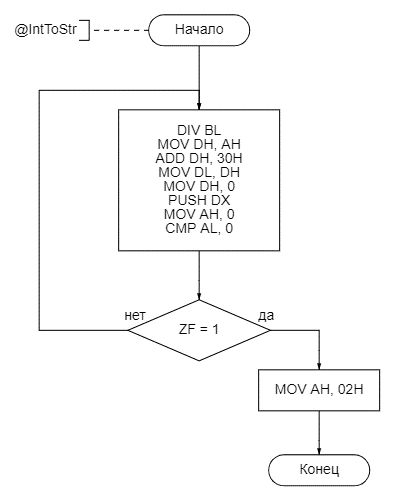 @IntToStr
Начало
DIV BL
MOV DH, AH
ADD DH, 30H
MOV DL, DH
MOV DH, 0
PUSH DX
MOV AH, 0
CMP AL, 0
нет
да
ZF = 1
MOV AH, 02H
Конец